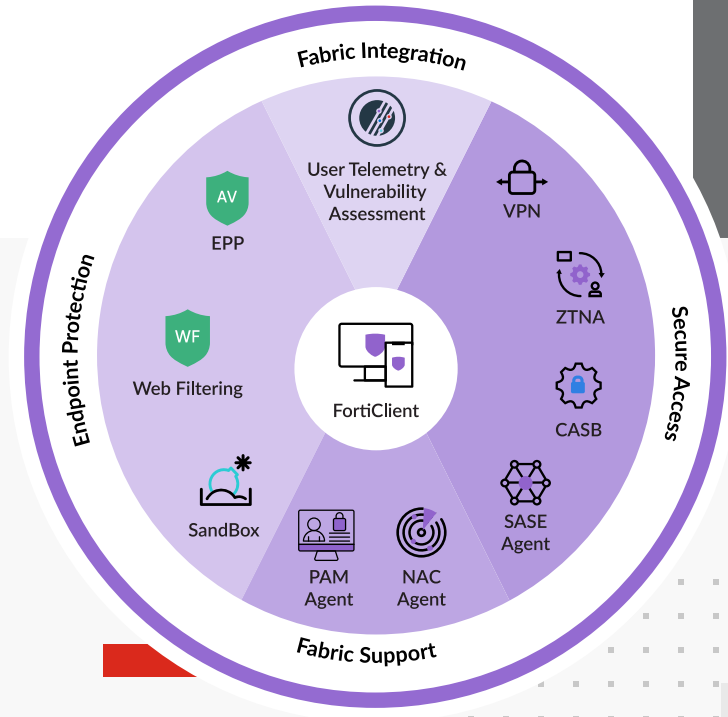 Fabric Integration
User Telemetry &
Vulnerability
Assessment
Endpoint Protection
AV
EPP
WF
Web Filtering
SandBox
FortiClient
VPN
ZTNA
CASB
SASE
Agent
Secure Access
PAM
Agent
NAC
Agent
Fabric Support